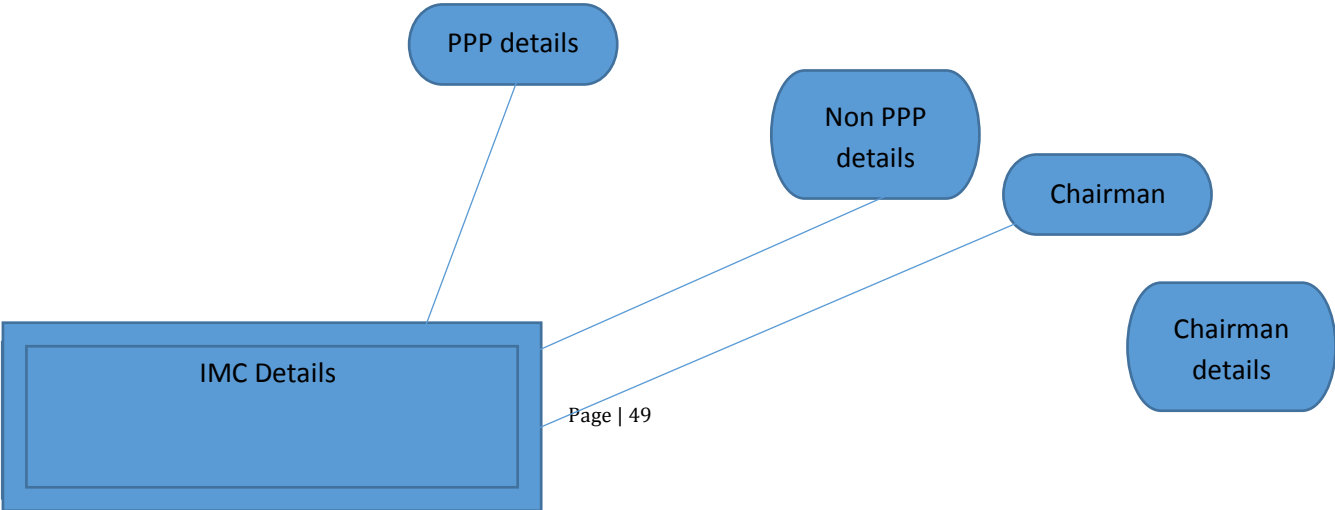 PPP details
Non PPP
details
Chairman
Chairman
details
IMC Details
Page | 49